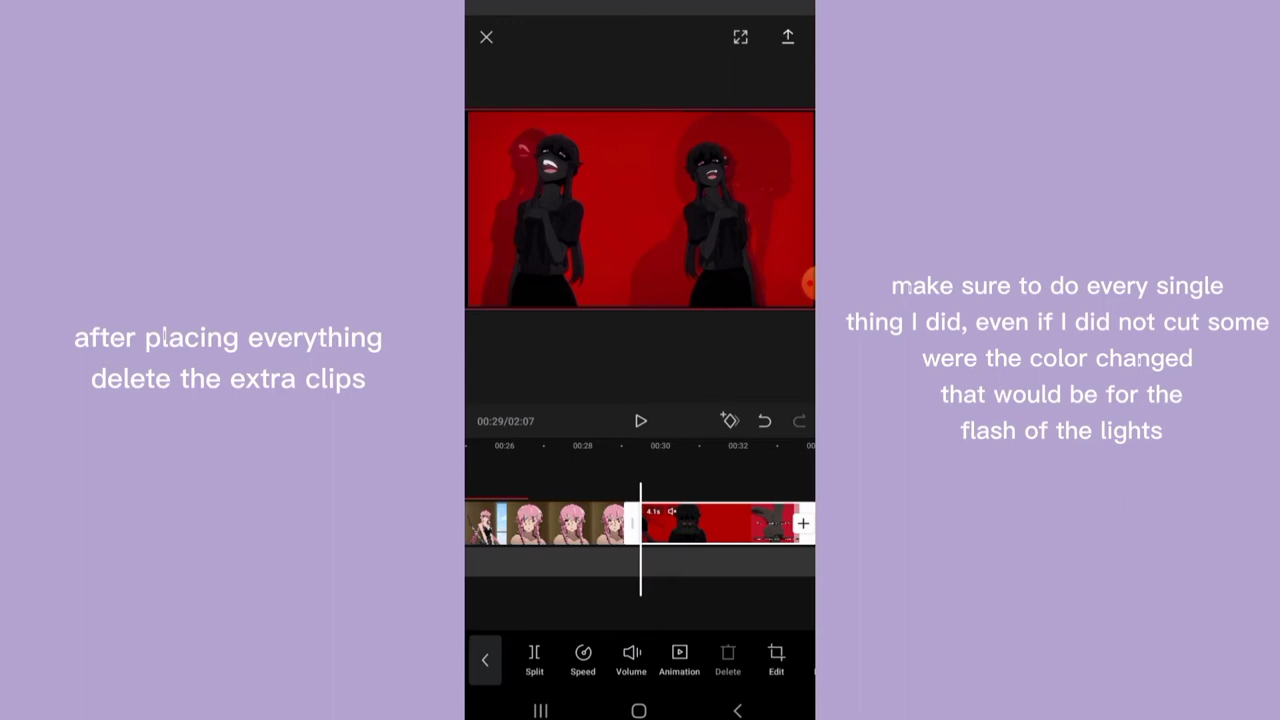 after placing everything
delete the extra clips
00:29/02:07
00:26
00:28
00:30
00:32
00
4.1s
Split
Speed
Volume
Animation
Delete
Edit
make sure to do every single
thing I did, even if I did not cut some
were the color changed
that would be for the
flash of the lights